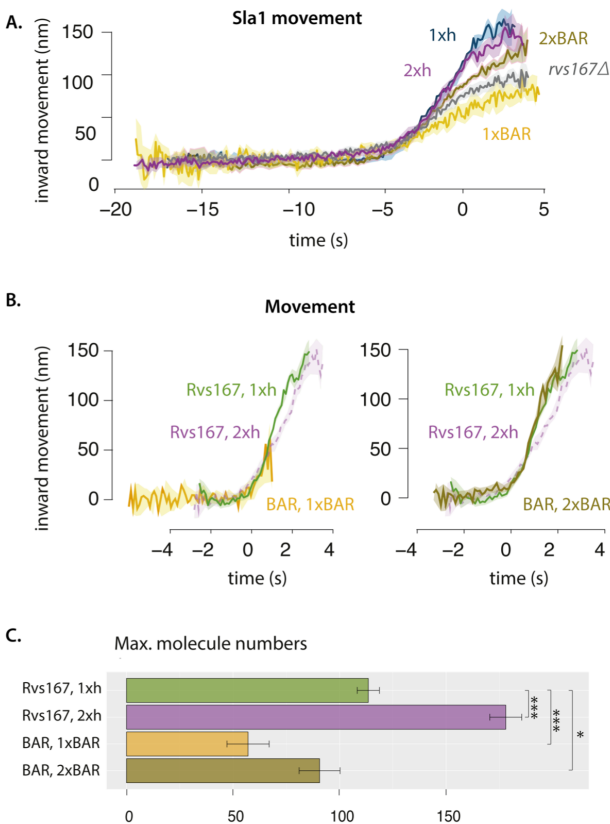 A.
Sla1 movement
inward movement (nm)
150
100
50
0
1xh
2xBAR
2xh
rvs167Δ
1xBAR
−20 −15 −10 −5 0 5
time (s)
B.
Movement
inward movement (nm)
150
100
50
0
Rvs167, 1xh
Rvs167, 2xh
BAR, 1xBAR
−4 −2 0 2 4
time (s)
150
100
50
0
Rvs167, 1xh
Rvs167, 2xh
BAR, 2xBAR
−4 −2 0 2 4
time (s)
C.
Max. molecule numbers
Rvs167, 1xh
Rvs167, 2xh
BAR, 1xBAR
BAR, 2xBAR
***
***
*
0 50 100 150